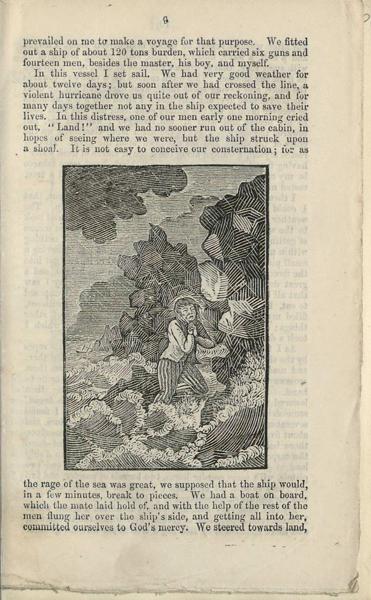 6
prevailed on me to make a voyage for that purpose. We fitted
out a ship of about 120 tons burden, which carried six guns and
fourteen men, besides the master, his boy, and myself.
In this vessel I set sail. We had very good weather for
about twelve days; but soon after we had crossed the line, a
violent hurricane drove us quite out of our reckoning, and for
many days together not any in the ship expected to save their
lives. In this distress, one of our men early one morning cried
out, "Land!" and we had no sooner run out of the cabin, in
hopes of seeing where we were, but the ship struck upon
a shoal. It is not easy to conceive our consternation; for as
the rage of the sea was great, we supposed that the ship would,
in a few minutes, break to pieces. We had a boat on board,
which the mate laid hold of, and with the help of the rest of the
men flung her over the ship's side, and getting all into her,
committed ourselves to God's mercy. We steered towards land,